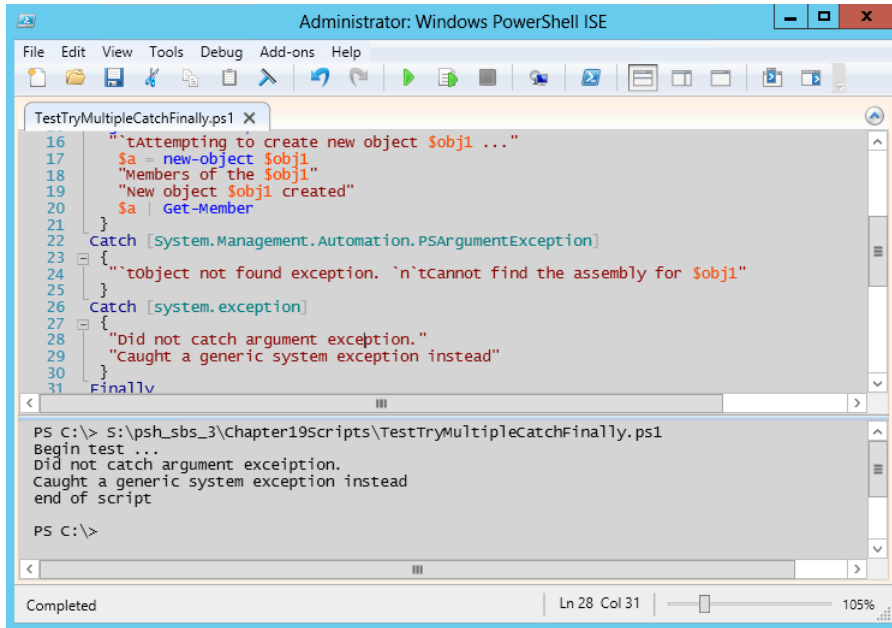 Administrator: Windows PowerShell ISE
File Edit View Tools Debug Add-ons Help
TestTryMultipleCatchFinally.ps1 X
16 "`tAttempting to create new object $obj1 ..."
17 $a = new-object $obj1
18 "Members of the $obj1"
19 "New object $obj1 created"
20 $a | Get-Member
21 }
22 Catch [System.Management.Automation.PSArgumentException]
23 {
24 "`tObject not found exception. `n`tCannot find the assembly for $obj1"
25 }
26 Catch [system.exception]
27 {
28 "Did not catch argument exception."
29 "Caught a generic system exception instead"
30 }
31 Finally
PS C:\> S:\psh_sbs_3\Chapter19Scripts\TestTryMultipleCatchFinally.ps1
Begin test ...
Did not catch argument exceiption.
Caught a generic system exception instead
end of script
PS C:\>
Completed
Ln 28 Col 31
105%